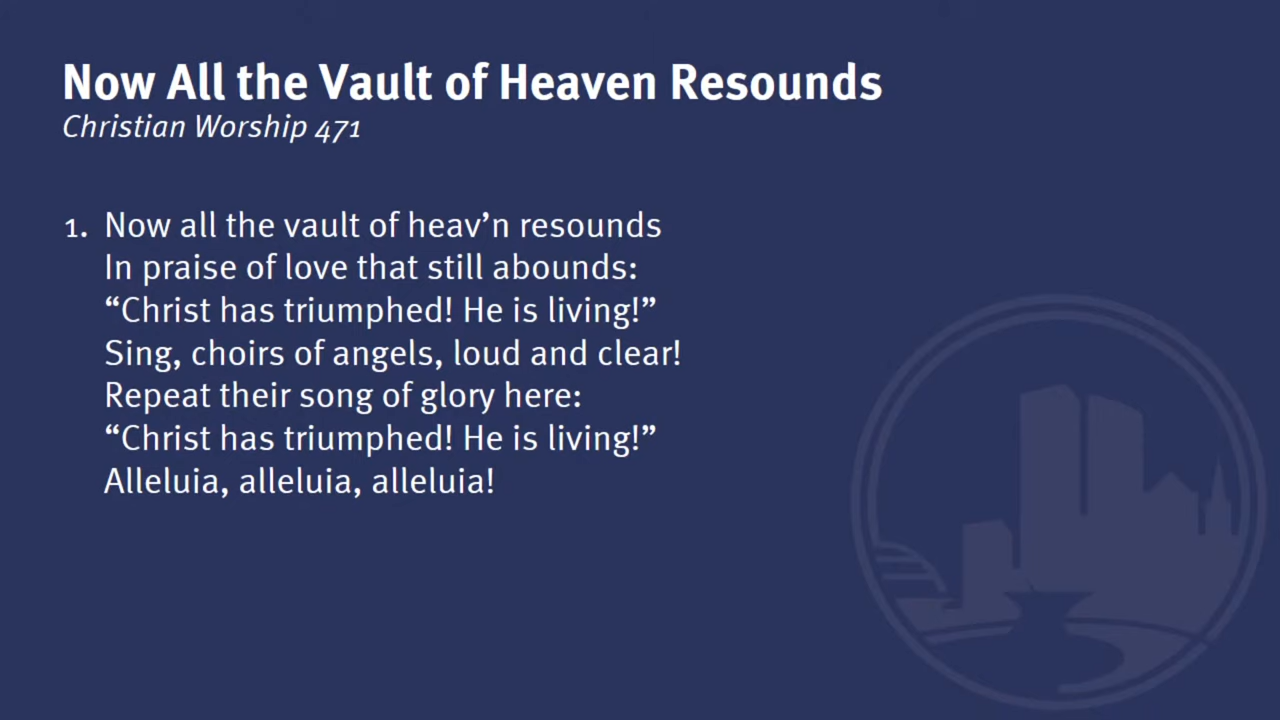 Now All the Vault of Heaven Resounds
Christian Worship 471
1. Now all the vault of heav’n resounds
In praise of love that still abounds:
“Christ has triumphed! He is living!”
Sing, choirs of angels, loud and clear!
Repeat their song of glory here:
“Christ has triumphed! He is living!”
Alleluia, alleluia, alleluia!